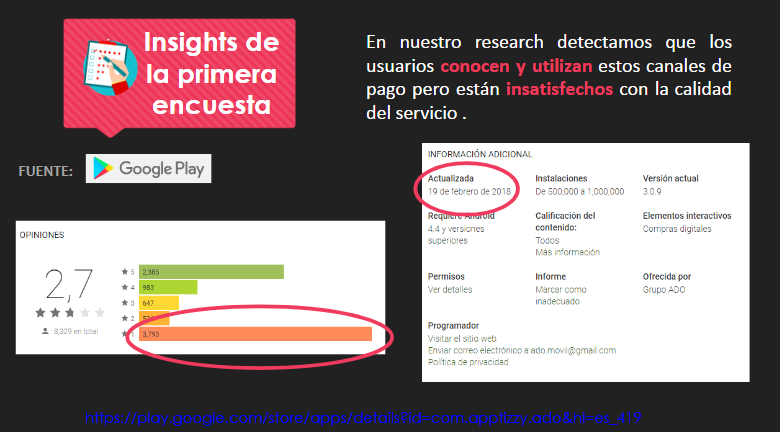 Insights de
la primera
encuesta
En nuestro research detectamos que los
usuarios conocen y utilizan estos canales de
pago pero están insatisfechos con la calidad
del servicio .
FUENTE:
Google Play
OPINIONES
2,7
8,329 en total
5 2,385
4 983
3 647
2
1 3,793
INFORMACIÓN ADICIONAL
Actualizada
19 de febrero de 2018
Instalaciones
De 500,000 a 1,000,000
Versión actual
3.0.9
Requiere Android
4.4 y versiones
superiores
Calificación del
contenido:
Todos
Más información
Elementos interactivos
Compras digitales
Permisos
Ver detalles
Informe
Marcar como
inadecuado
Ofrecida por
Grupo ADO
Programador
Visitar el sitio web
Enviar correo electrónico a ado.movil@gmail.com
Política de privacidad
https://play.google.com/store/apps/details?id=com.appiizzy.ado&hl=es_419